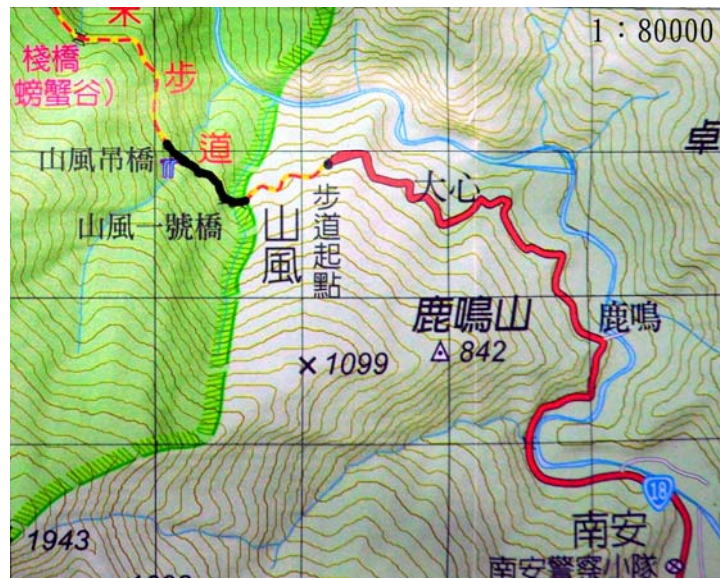 1：80000
步
道
棧橋
螃蟹谷）
卓
山風吊橋
大心
山風一號橋
山風
步道起點
鹿鳴山
鹿鳴
842
1099
18
南安
1943
南安警察小隊